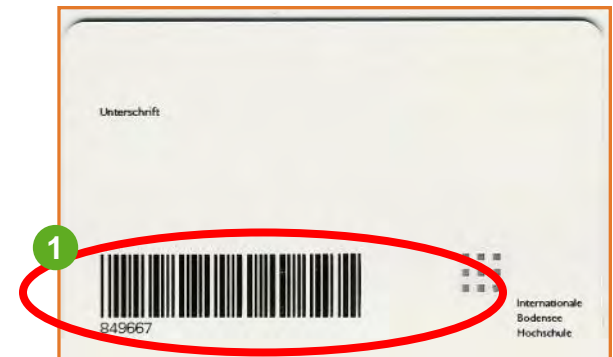 Unterschrift
1
849667
Internationale
Bodensee
Hochschule